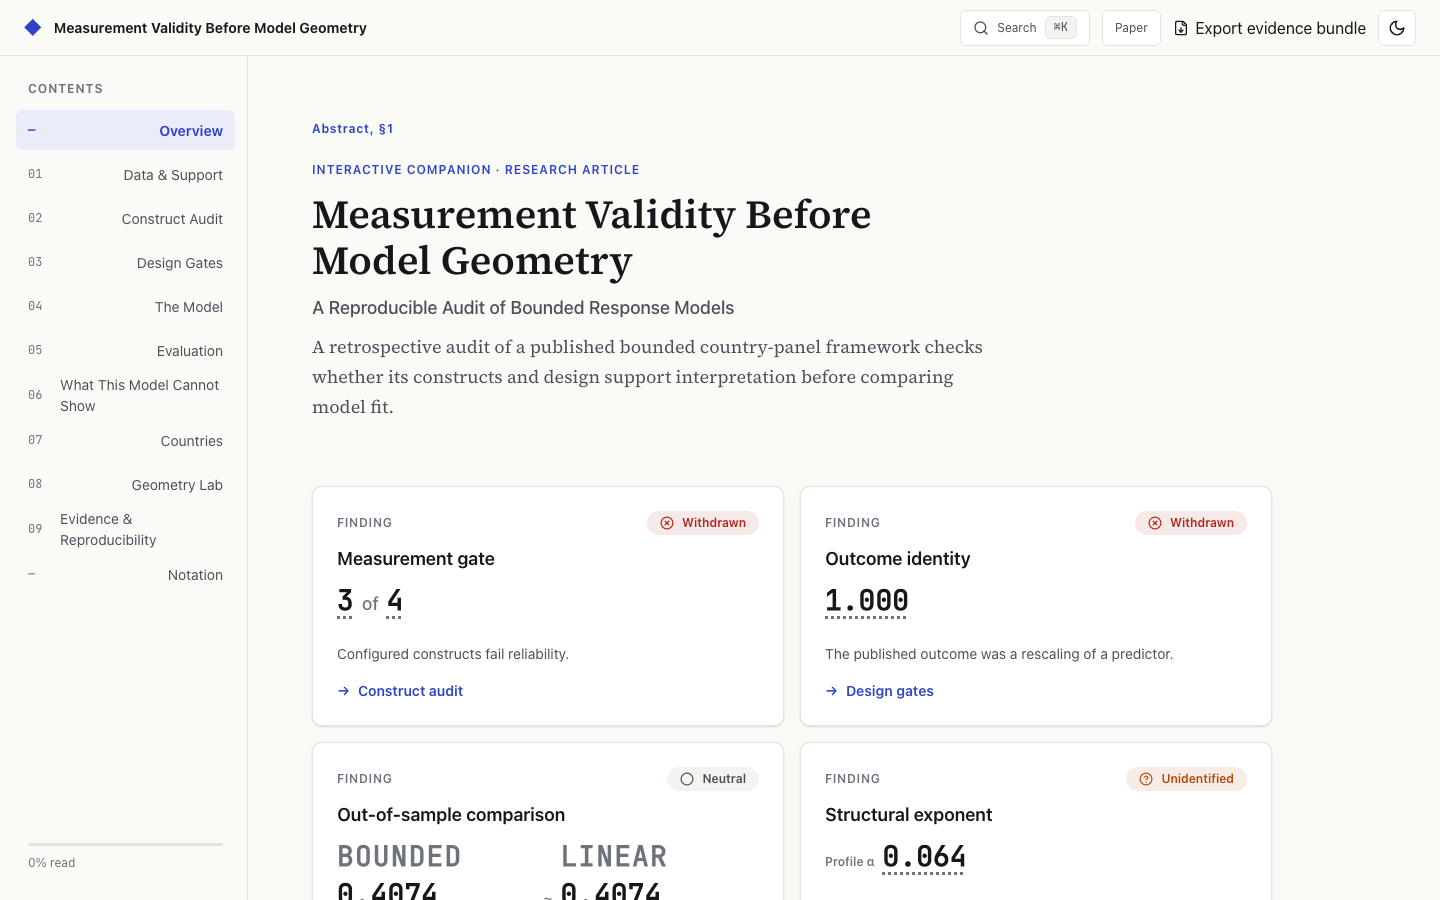 Measurement Validity Before Model Geometry
Search ⌘K
Paper
Export evidence bundle
CONTENTS
— Overview
01 Data & Support
02 Construct Audit
03 Design Gates
04 The Model
05 Evaluation
06 What This Model Cannot
Show
07 Countries
08 Geometry Lab
09 Evidence &
Reproducibility
— Notation
0% read
Abstract, §1
INTERACTIVE COMPANION · RESEARCH ARTICLE
Measurement Validity Before
Model Geometry
A Reproducible Audit of Bounded Response Models
A retrospective audit of a published bounded country-panel framework checks
whether its constructs and design support interpretation before comparing
model fit.
FINDING Withdrawn
Measurement gate
3 of 4
Configured constructs fail reliability.
→ Construct audit
FINDING Withdrawn
Outcome identity
1.000
The published outcome was a rescaling of a predictor.
→ Design gates
FINDING Neutral
Out-of-sample comparison
BOUNDED LINEAR
0.4074 ~ 0.4074
FINDING Unidentified
Structural exponent
Profile α 0.064